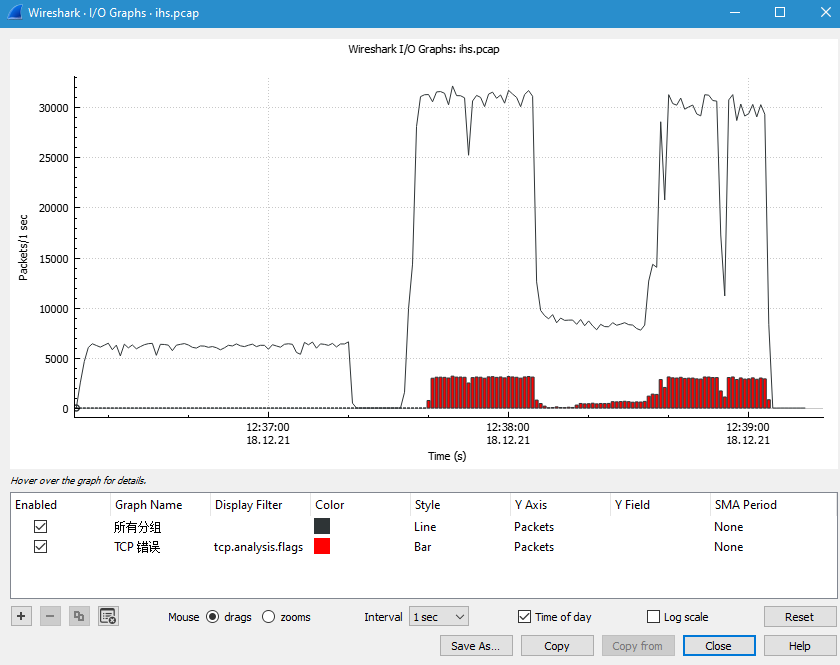 Wireshark · I/O Graphs · ihs.pcap
Wireshark I/O Graphs: ihs.pcap
Packets/1 sec
30000
25000
20000
15000
10000
5000
0
12:37:00 12:38:00 12:39:00
18.12.21 18.12.21 18.12.21
Time (s)
Hover over the graph for details.
Enabled Graph Name Display Filter Color Style Y Axis Y Field SMA Period
所有分组 Line Packets None
TCP 错误 tcp.analysis.flags Bar Packets None
Mouse drags zooms Interval 1 sec Time of day Log scale Reset
Save As... Copy Copy from Close Help